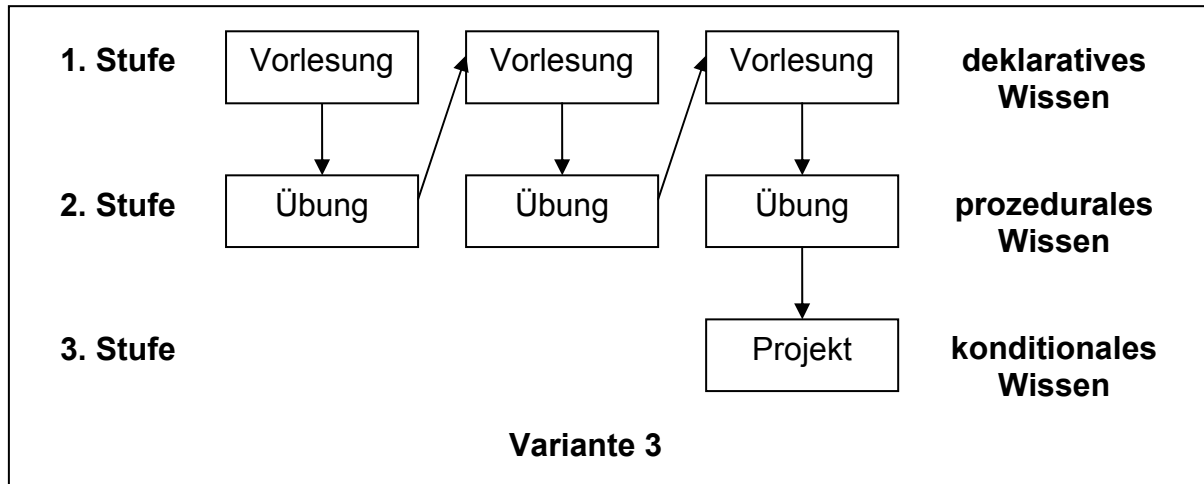 1. Stufe Vorlesung Vorlesung Vorlesung deklaratives
Wissen
2. Stufe Übung Übung Übung prozedurales
Wissen
3. Stufe Projekt konditionales
Wissen
Variante 3